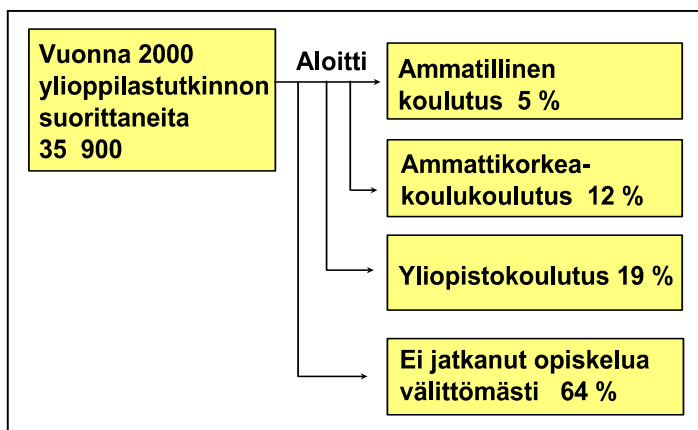 Vuonna 2000
ylioppilastutkinnon
suorittaneita
35 900
Aloitti
Ammatillinen
koulutus 5 %
Ammattikorkea-
koulukoulutus 12 %
Yliopistokoulutus 19 %
Ei jatkanut opiskelua
välittömästi 64 %